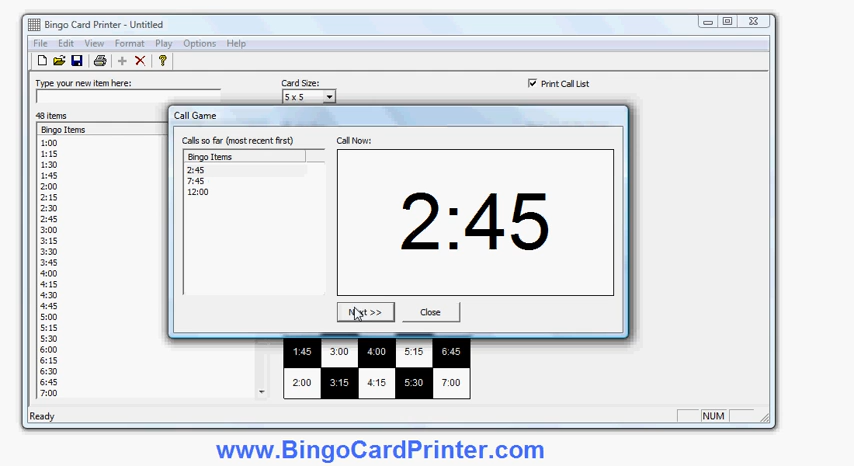 Bingo Card Printer - Untitled
File Edit View Format Play Options Help
Type your new item here:
Card Size:
Print Call List
5 x 5
48 items
Bingo Items
1:00
1:15
1:30
1:45
2:00
2:15
2:30
2:45
3:00
3:15
3:30
3:45
4:00
4:15
4:30
4:45
5:00
5:15
5:30
6:00
6:15
6:30
6:45
7:00
Call Game
Calls so far (most recent first)
Call Now:
Bingo Items
2:45
7:45
12:00
2:45
Next >>
Close
1:45 3:00 4:00 5:15 6:45
2:00 3:15 4:15 5:30 7:00
Ready
NUM
www.BingoCardPrinter.com